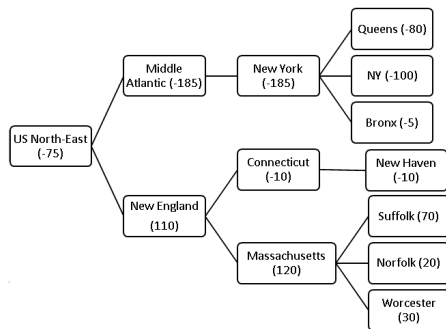 US North-East
(-75)
Middle
Atlantic (-185)
New York
(-185)
Queens (-80)
NY (-100)
Bronx (-5)
New England
(110)
Connecticut
(-10)
New Haven
(-10)
Massachusetts
(120)
Suffolk (70)
Norfolk (20)
Worcester
(30)